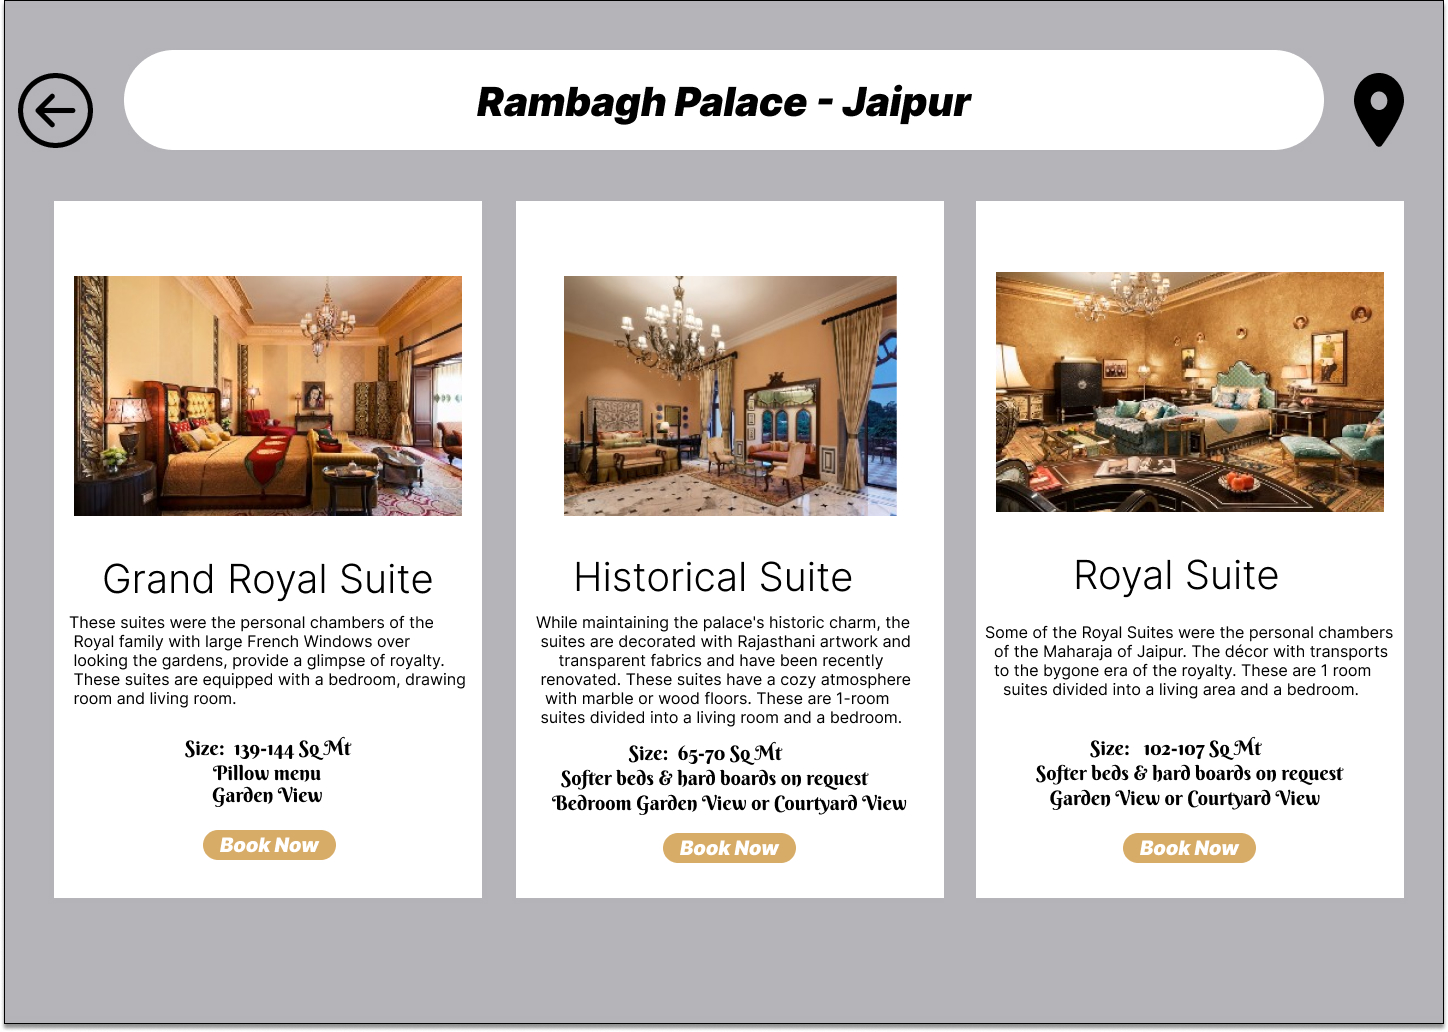 Rambagh Palace - Jaipur
Grand Royal Suite
These suites were the personal chambers of the
Royal family with large French Windows over
looking the gardens, provide a glimpse of royalty.
These suites are equipped with a bedroom, drawing
room and living room.
Size: 139-144 Sq Mt
Pillow menu
Garden View
Book Now
Historical Suite
While maintaining the palace's historic charm, the
suites are decorated with Rajasthani artwork and
transparent fabrics and have been recently
renovated. These suites have a cozy atmosphere
with marble or wood floors. These are 1-room
suites divided into a living room and a bedroom.
Size: 65-70 Sq Mt
Softer beds & hard boards on request
Bedroom Garden View or Courtyard View
Book Now
Royal Suite
Some of the Royal Suites were the personal chambers
of the Maharaja of Jaipur. The décor with transports
to the bygone era of the royalty. These are 1 room
suites divided into a living area and a bedroom.
Size: 102-107 Sq Mt
Softer beds & hard boards on request
Garden View or Courtyard View
Book Now